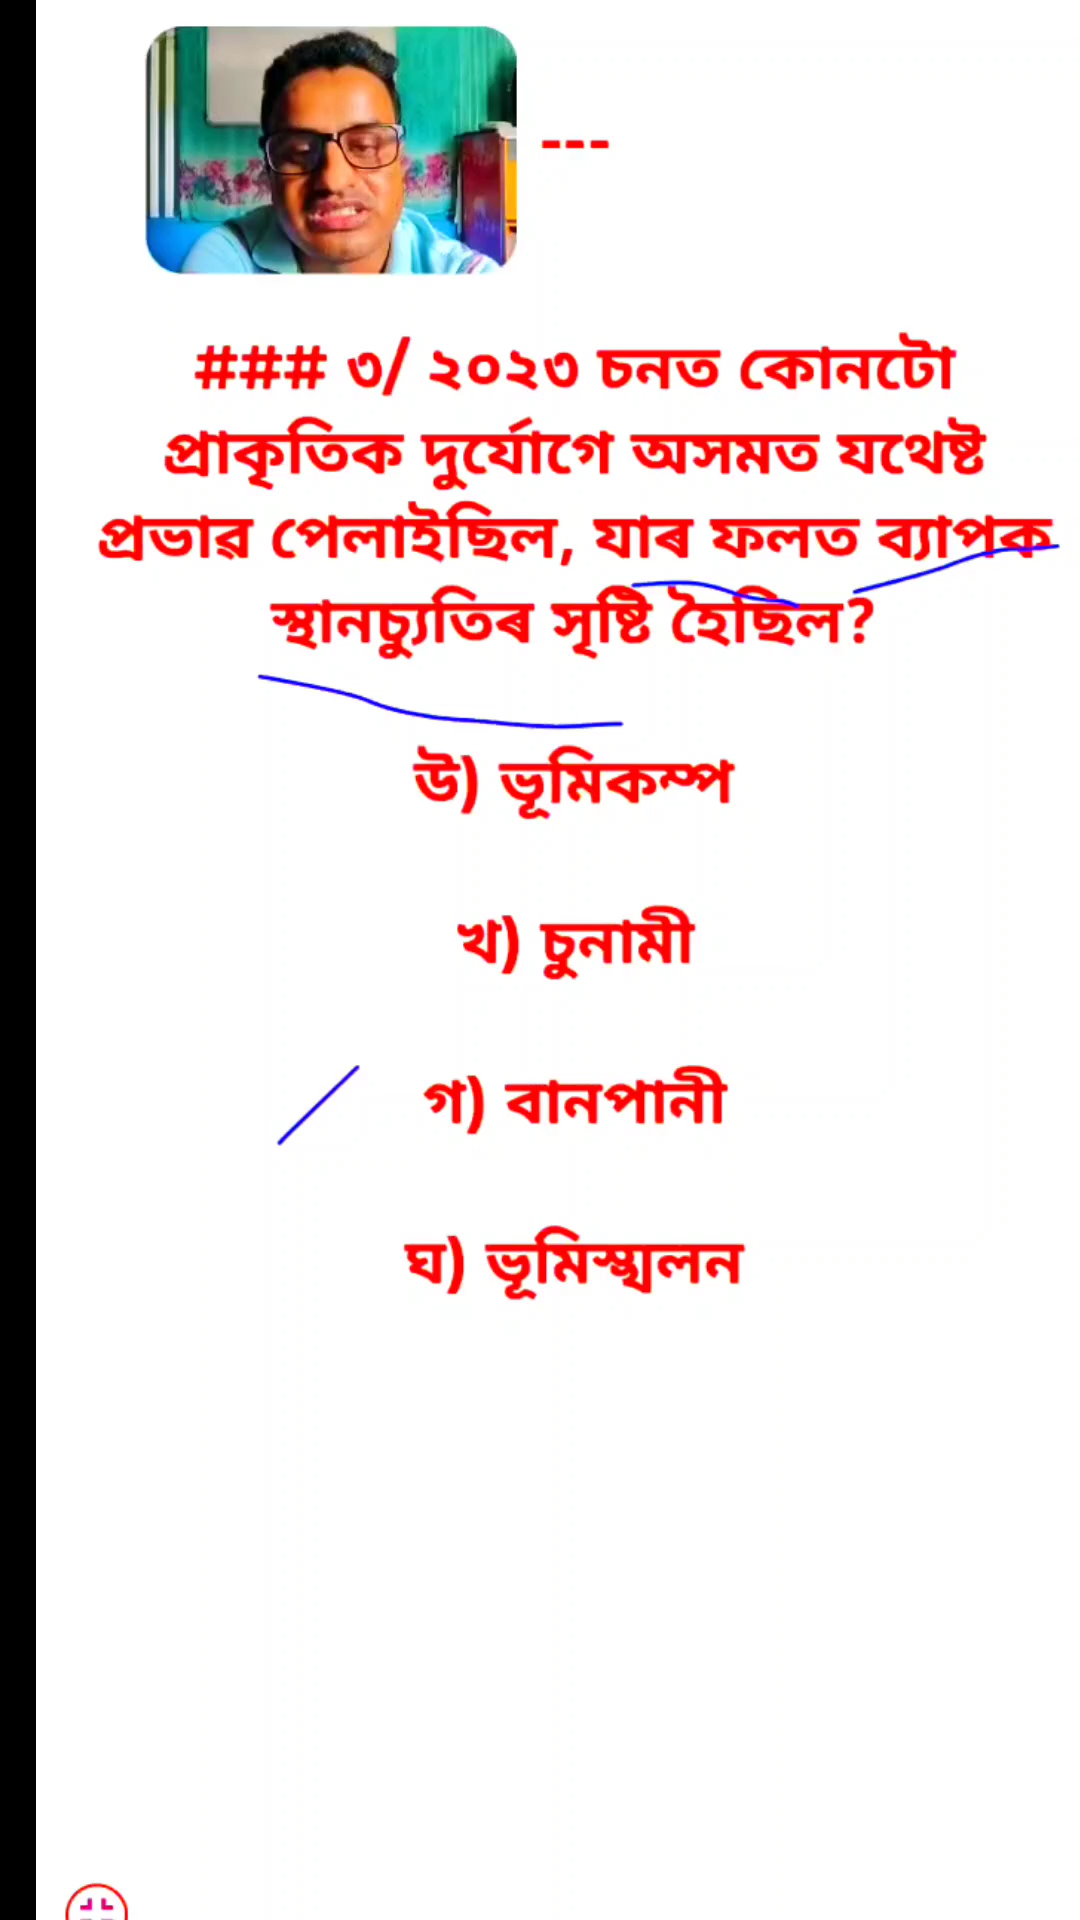 ---
### ৩/ ২০২৩ চনত কোনটো
প্ৰাকৃতিক দুৰ্যোগে অসমত যথেষ্ট
প্ৰভাৱ পেলাইছিল, যাৰ ফলত ব্যাপক
স্থানচ্যুতিৰ সৃষ্টি হৈছিল?
উ) ভূমিকম্প
খ) চুনামী
গ) বানপানী
ঘ) ভূমিস্খলন